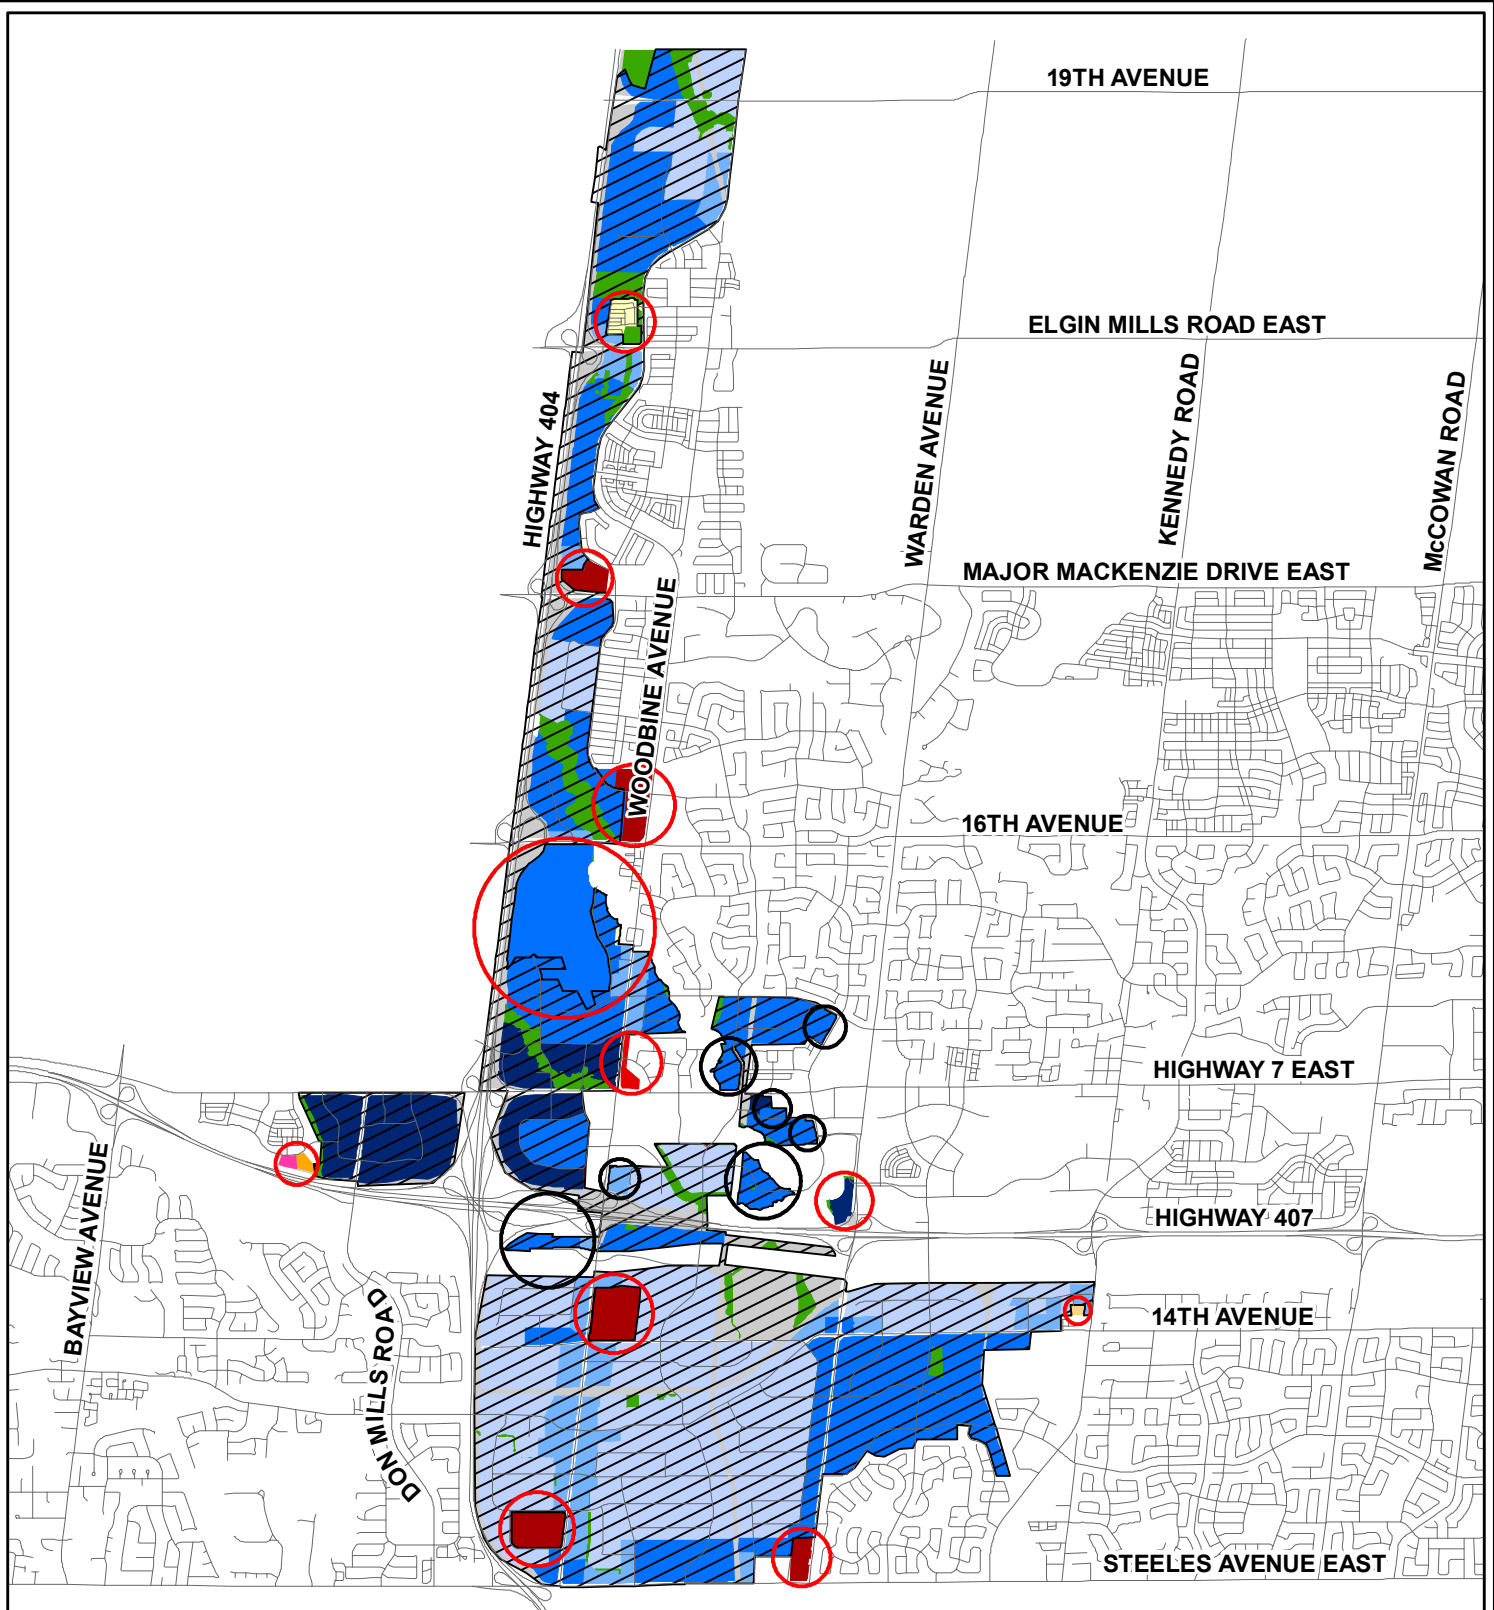 19TH AVENUE
ELGIN MILLS ROAD EAST
HIGHWAY 404
WARDEN AVENUE
KENNEDY ROAD
McCOWAN ROAD
MAJOR MACKENZIE DRIVE EAST
WOODBINE AVENUE
16TH AVENUE
HIGHWAY 7 EAST
BAYVIEW AVENUE
HIGHWAY 407
DON MILLS ROAD
14TH AVENUE
STEELES AVENUE EAST